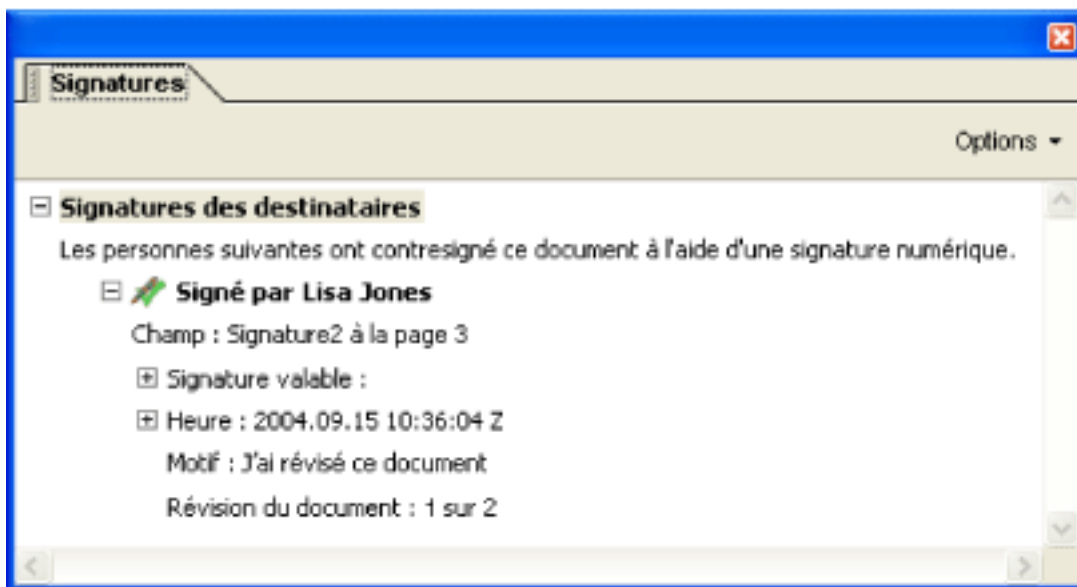 Signatures
Options
Signatures des destinataires
Les personnes suivantes ont contresigné ce document à l'aide d'une signature numérique.
Signé par Lisa Jones
Champ : Signature2 à la page 3
Signature valable :
Heure : 2004.09.15 10:36:04 Z
Motif : J'ai révisé ce document
Révision du document : 1 sur 2